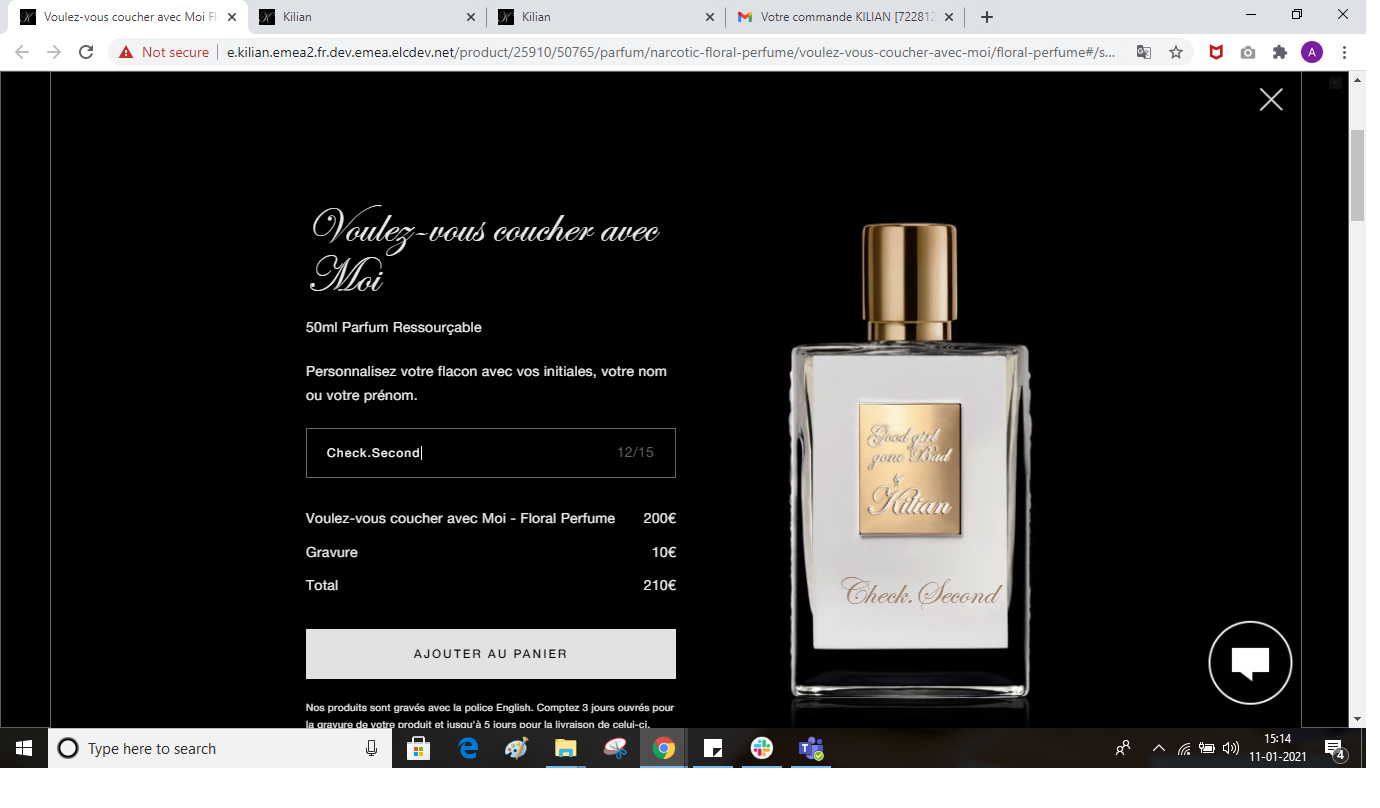 Voulez-vous coucher avec Moi Fl
Kilian
Kilian
Votre commande KILIAN [722812
Not secure
e.kilian.emea2.fr.dev.emea.elcdev.net/product/25910/50765/parfum/narcotic-floral-perfume/voulez-vous-coucher-avec-moi/floral-perfume#/s...
A
Voulez-vous coucher avec
Moi
50ml Parfum Ressourçable
Personnalisez votre flacon avec vos initiales, votre nom
ou votre prénom.
Check.Second
12/15
Voulez-vous coucher avec Moi - Floral Perfume 200€
Gravure 10€
Total 210€
AJOUTER AU PANIER
Nos produits sont gravés avec la police English. Comptez 3 jours ouvrés pour
la gravure de votre produit et jusqu'à 5 jours pour la livraison de celui-ci.
Good girl
gone Bad
by
Kilian
Check.Second
Type here to search
15:14
11-01-2021
4